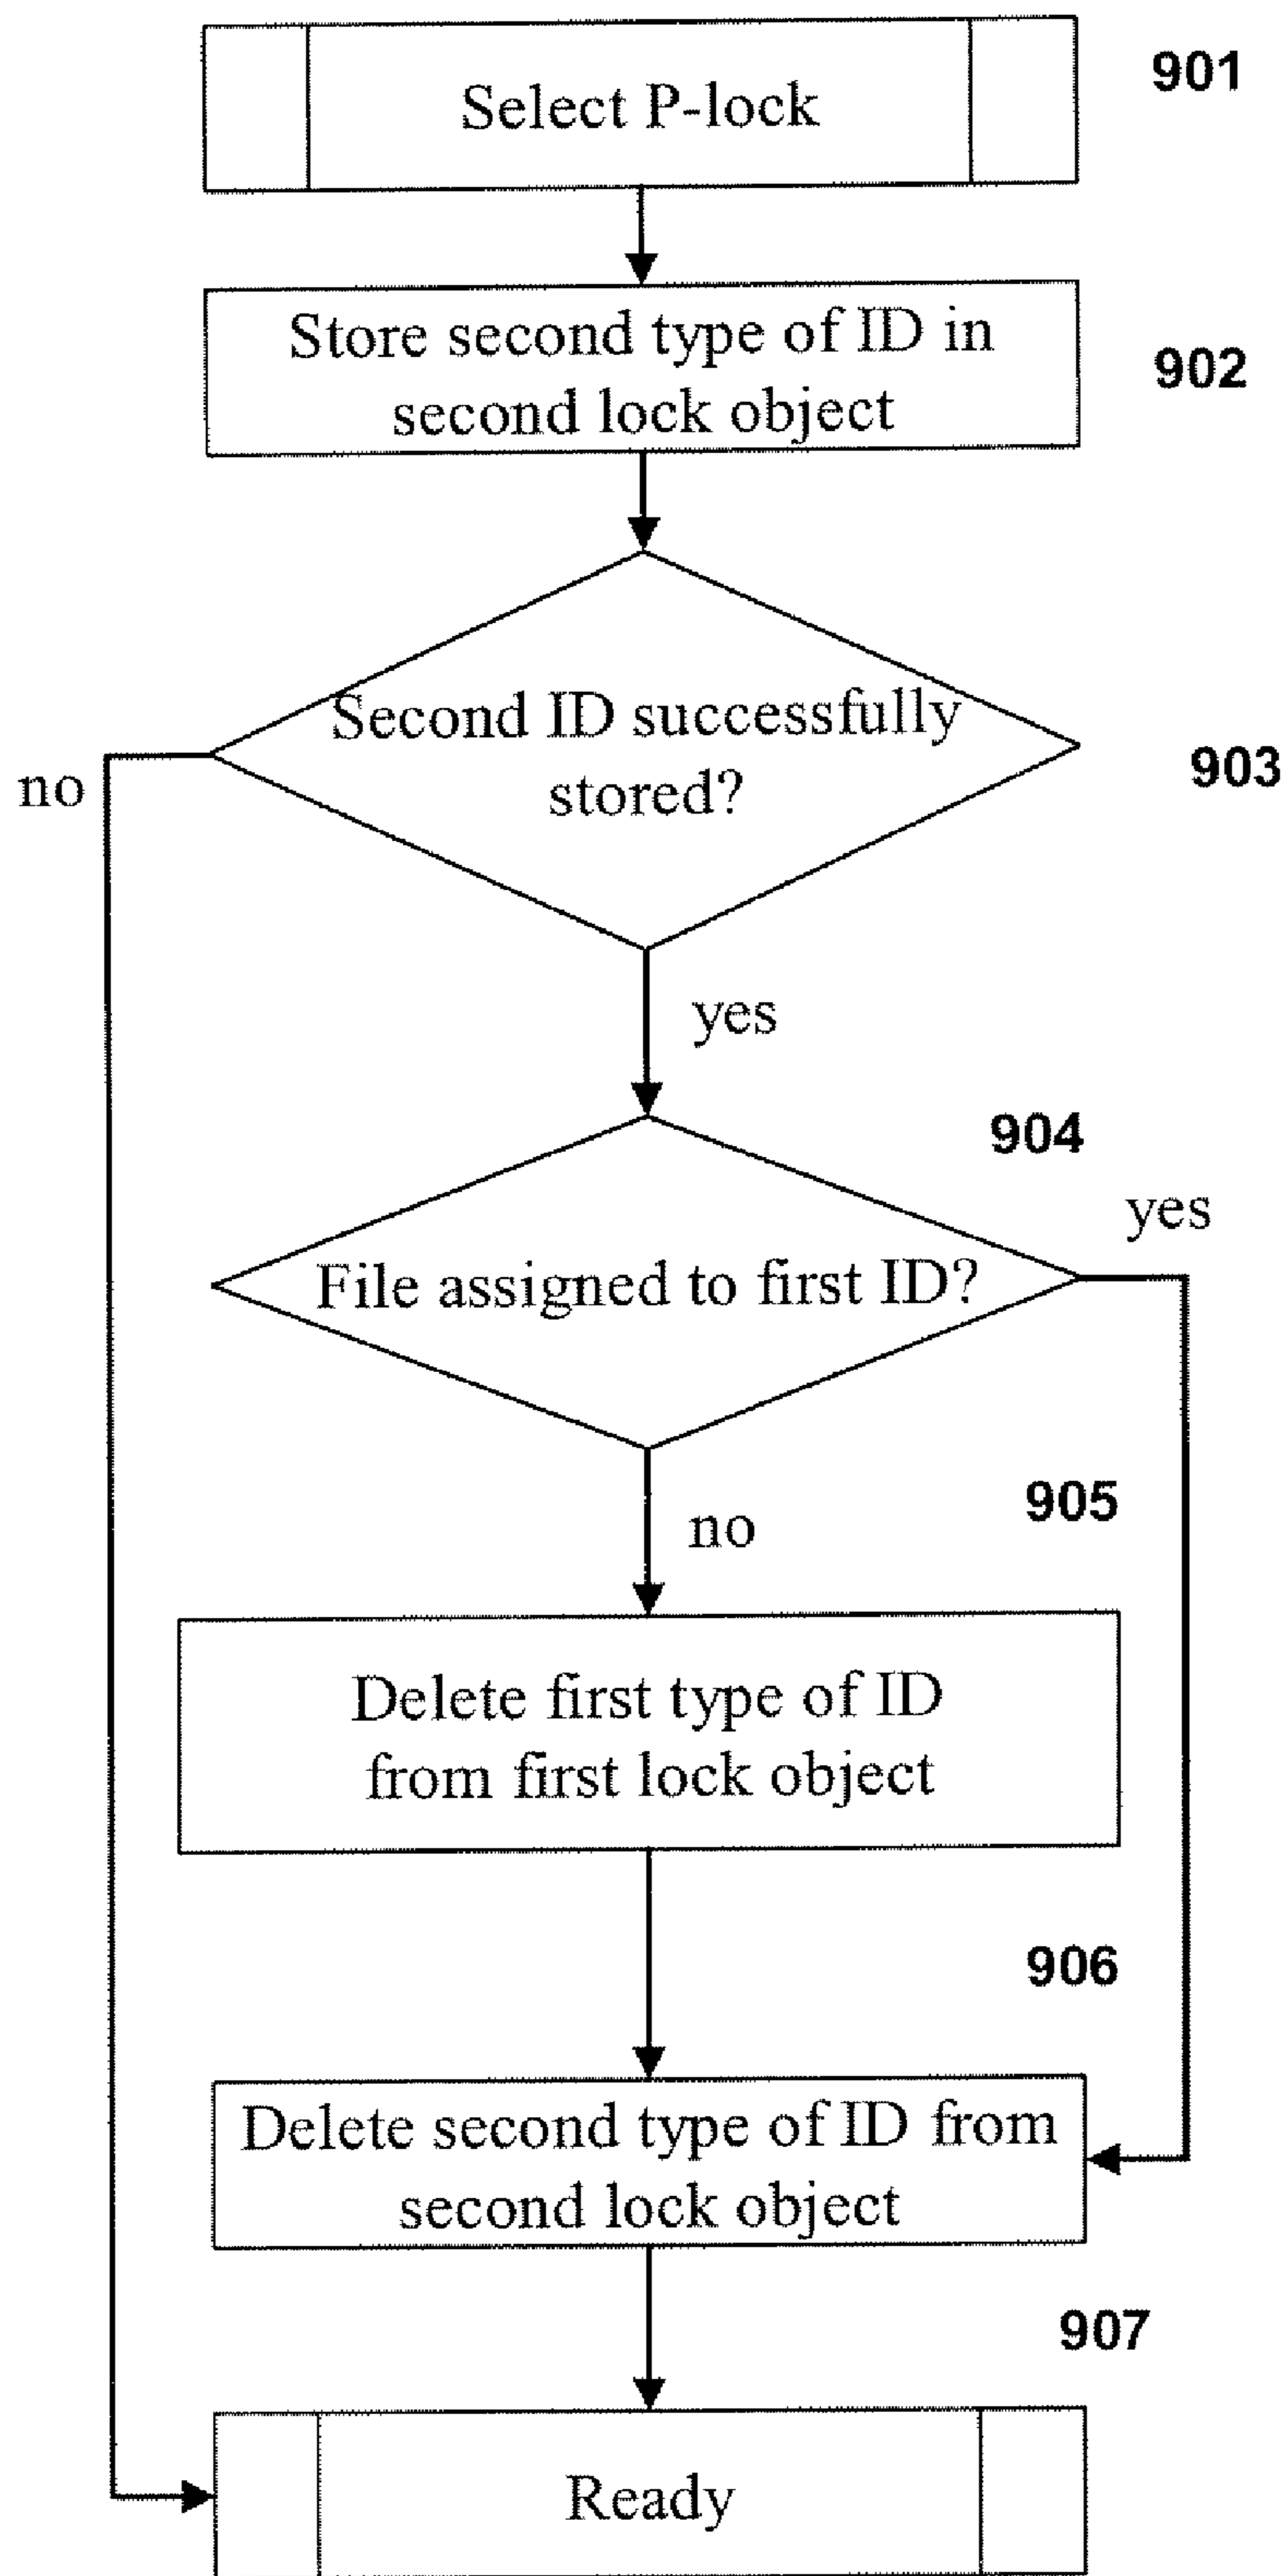 Select P-lock
901
Store second type of ID in
second lock object
902
Second ID successfully
stored?
903
no
yes
904
yes
File assigned to first ID?
905
no
Delete first type of ID
from first lock object
906
Delete second type of ID from
second lock object
907
Ready